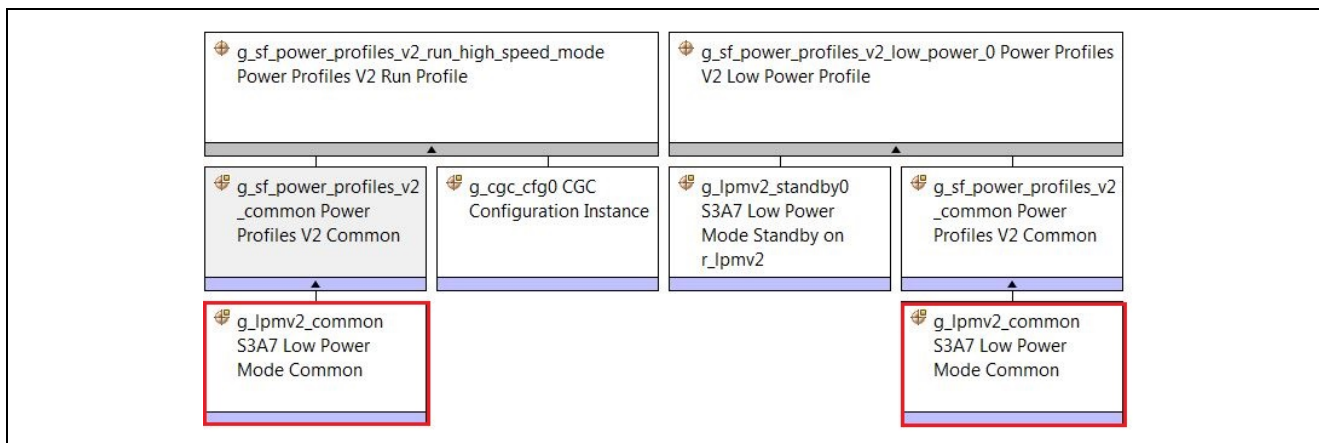 g_sf_power_profiles_v2_run_high_speed_mode
Power Profiles V2 Run Profile
g_sf_power_profiles_v2_low_power_0 Power Profiles
V2 Low Power Profile
g_sf_power_profiles_v2
_common Power
Profiles V2 Common
g_cgc_cfg0 CGC
Configuration Instance
g_lpmv2_standby0
S3A7 Low Power
Mode Standby on
r_lpmv2
g_sf_power_profiles_v2
_common Power
Profiles V2 Common
g_lpmv2_common
S3A7 Low Power
Mode Common
g_lpmv2_common
S3A7 Low Power
Mode Common